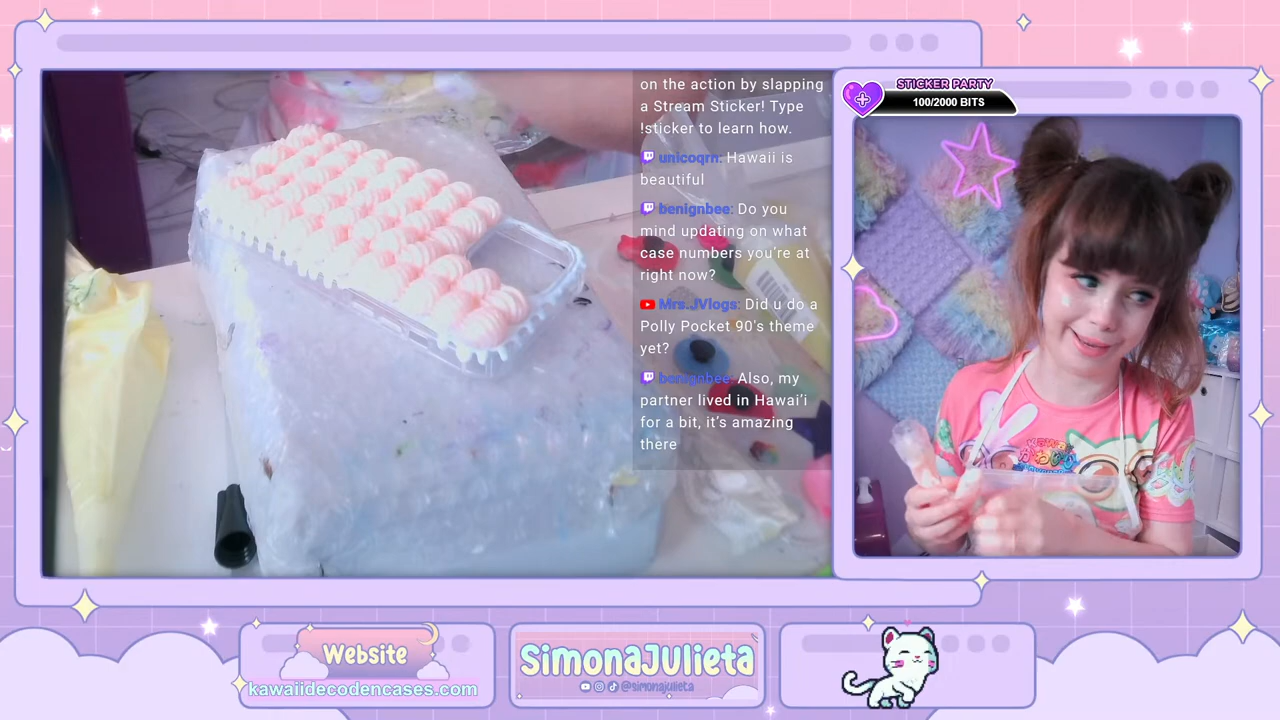 on the action by slapping
a Stream Sticker! Type
!sticker to learn how.
unicoqrn: Hawaii is
beautiful
benignbee: Do you
mind updating on what
case numbers you're at
right now?
Mrs.JVlogs: Did u do a
Polly Pocket 90's theme
yet?
benignbee: Also, my
partner lived in Hawai'i
for a bit, it's amazing
there
STICKER PARTY
100/2000 BITS
Website
kawaiidecodencases.com
SimonaJulieta
@simonajulieta